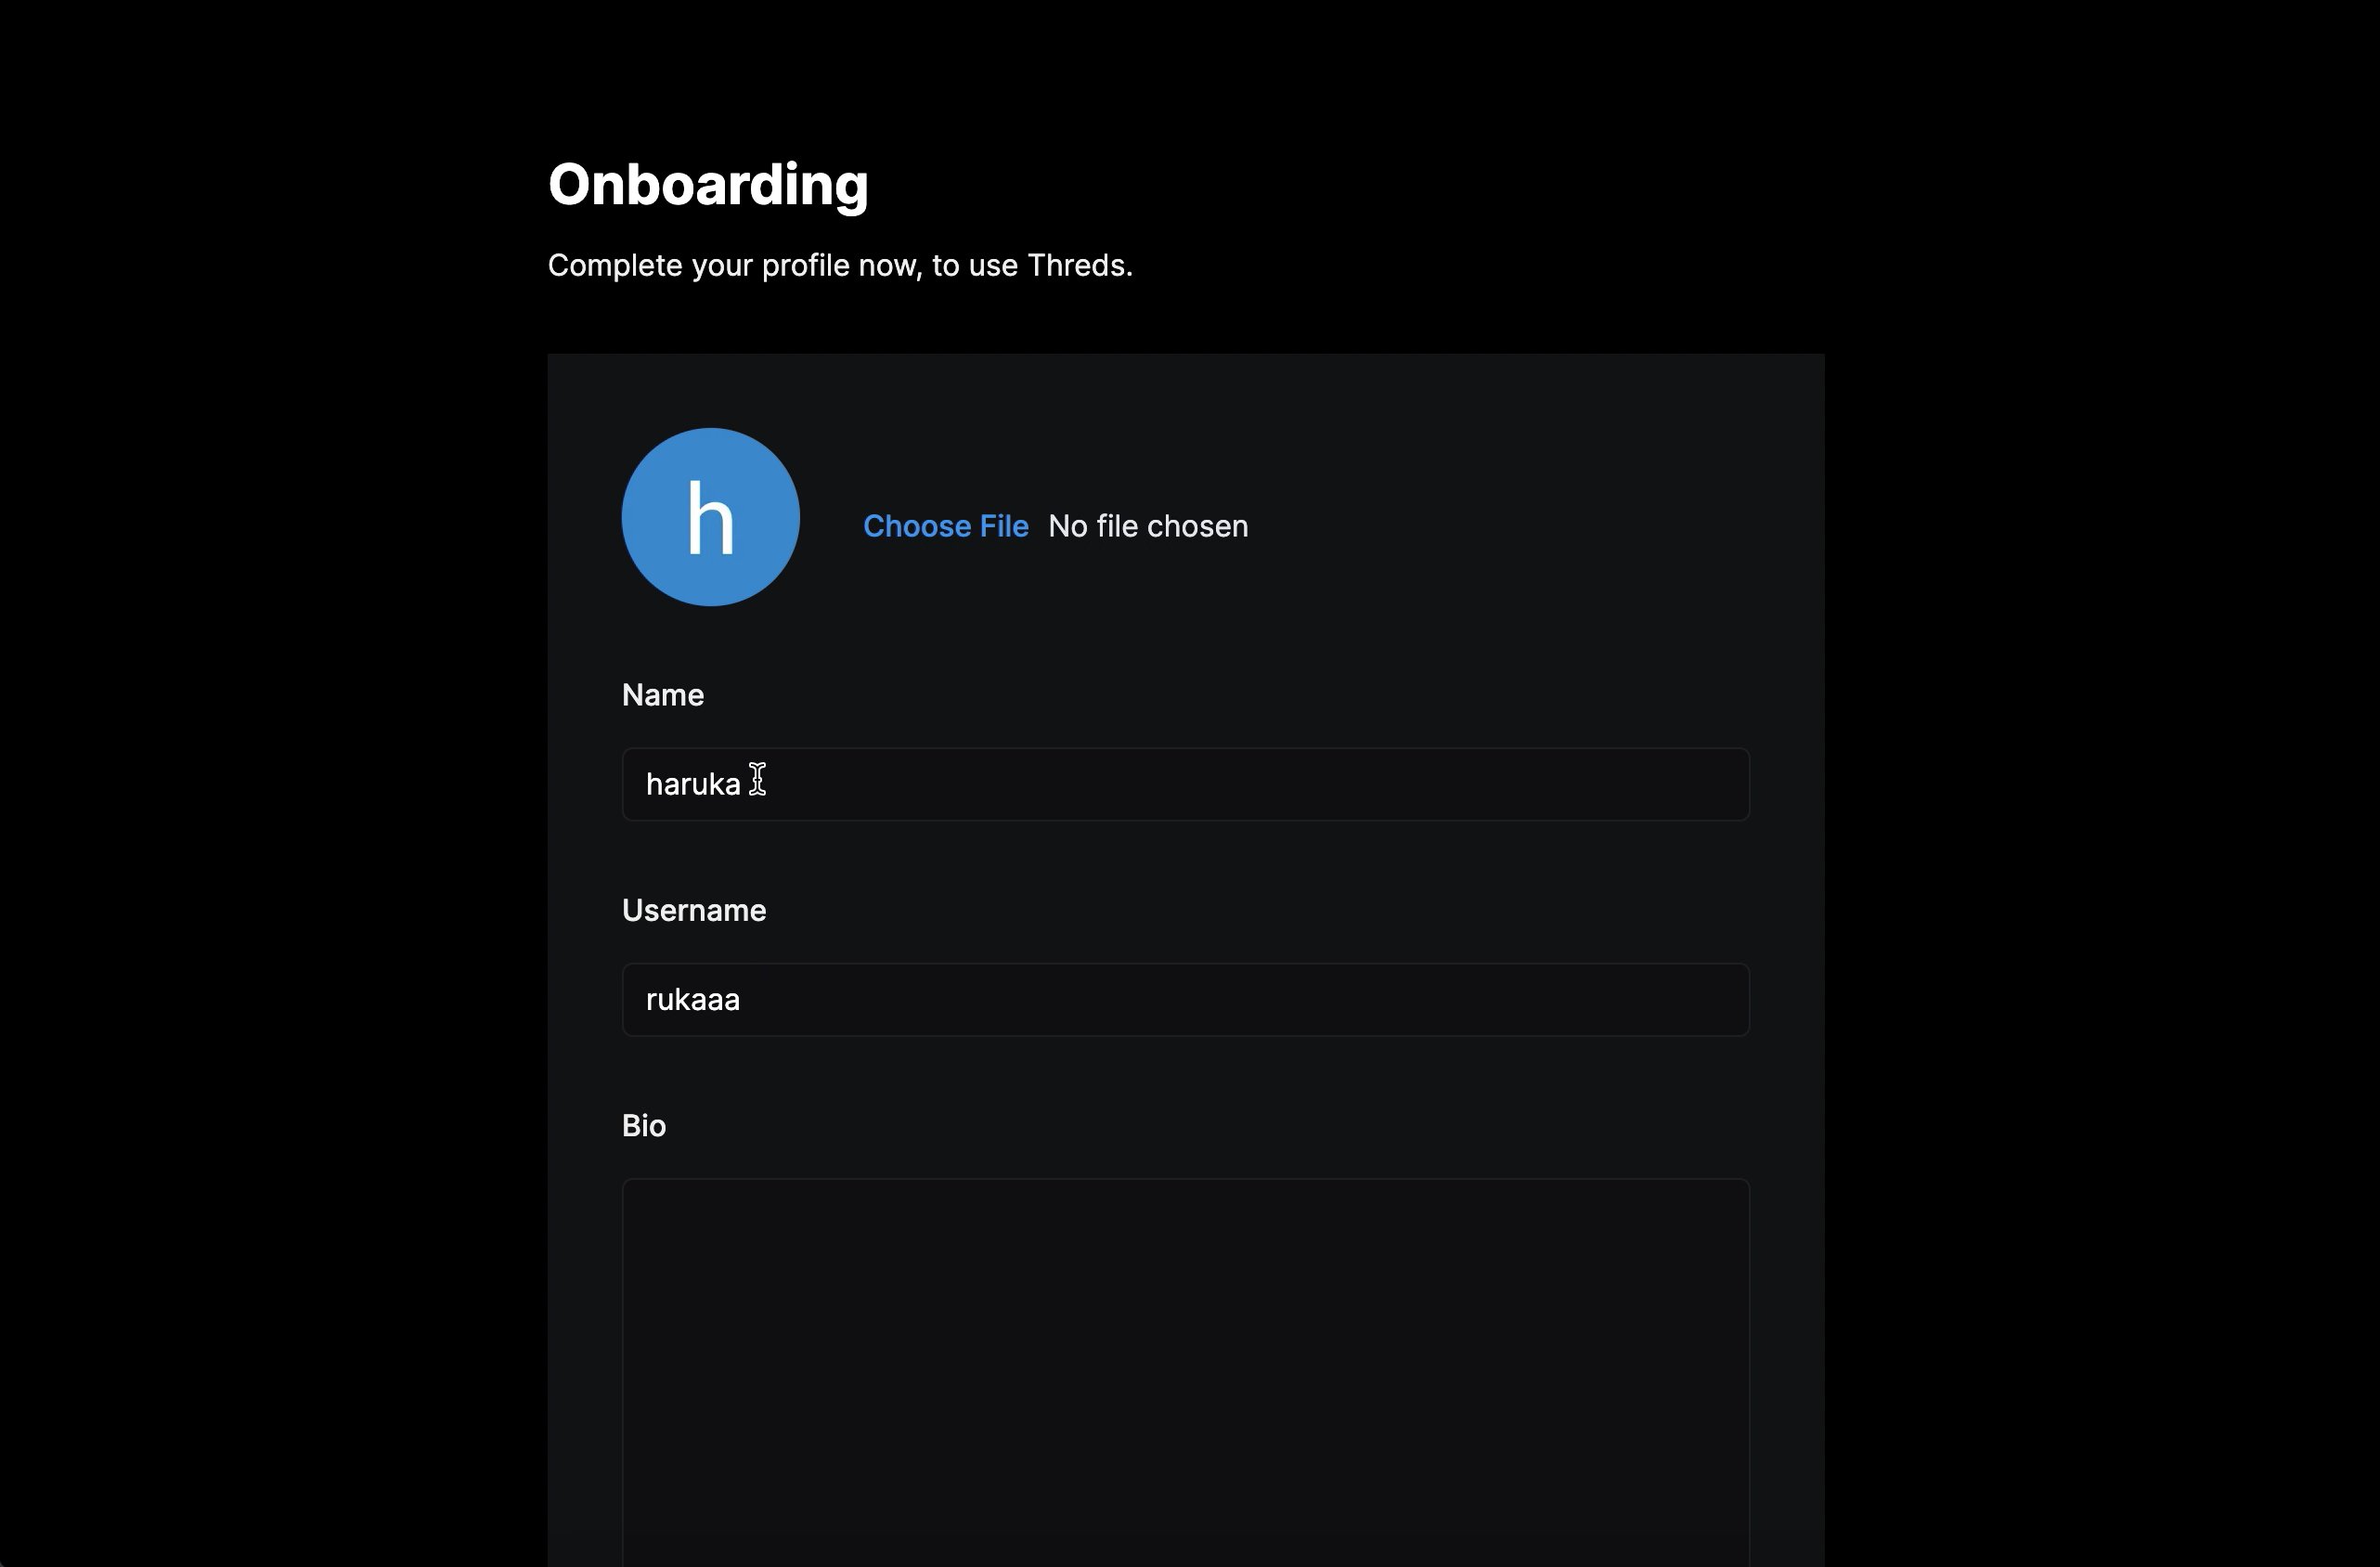 Onboarding
Complete your profile now, to use Threds.
h
Choose File No file chosen
Name
haruka
Username
rukaaa
Bio